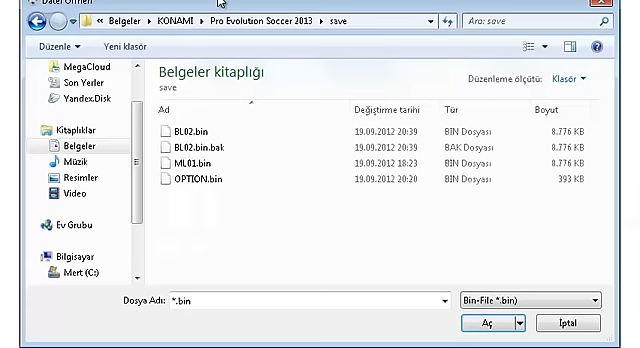 Datei Öffnen
« Belgeler ▸ KONAMI ▸ Pro Evolution Soccer 2013 ▸ save
Ara: save
Düzenle
Yeni klasör
MegaCloud
Son Yerler
Yandex.Disk
Kitaplıklar
Belgeler
Müzik
Resimler
Video
Ev Grubu
Bilgisayar
Mert (C:)
Belgeler kitaplığı
save
Düzenleme ölçütü: Klasör
Ad Değiştirme tarihi Tür Boyut
BL02.bin 19.09.2012 20:39 BIN Dosyası 8.776 KB
BL02.bin.bak 19.09.2012 20:39 BAK Dosyası 8.776 KB
ML01.bin 19.09.2012 18:23 BIN Dosyası 8.776 KB
OPTION.bin 19.09.2012 20:20 BIN Dosyası 393 KB
Dosya Adı: *.bin
Bin-File *.bin)
Aç
İptal